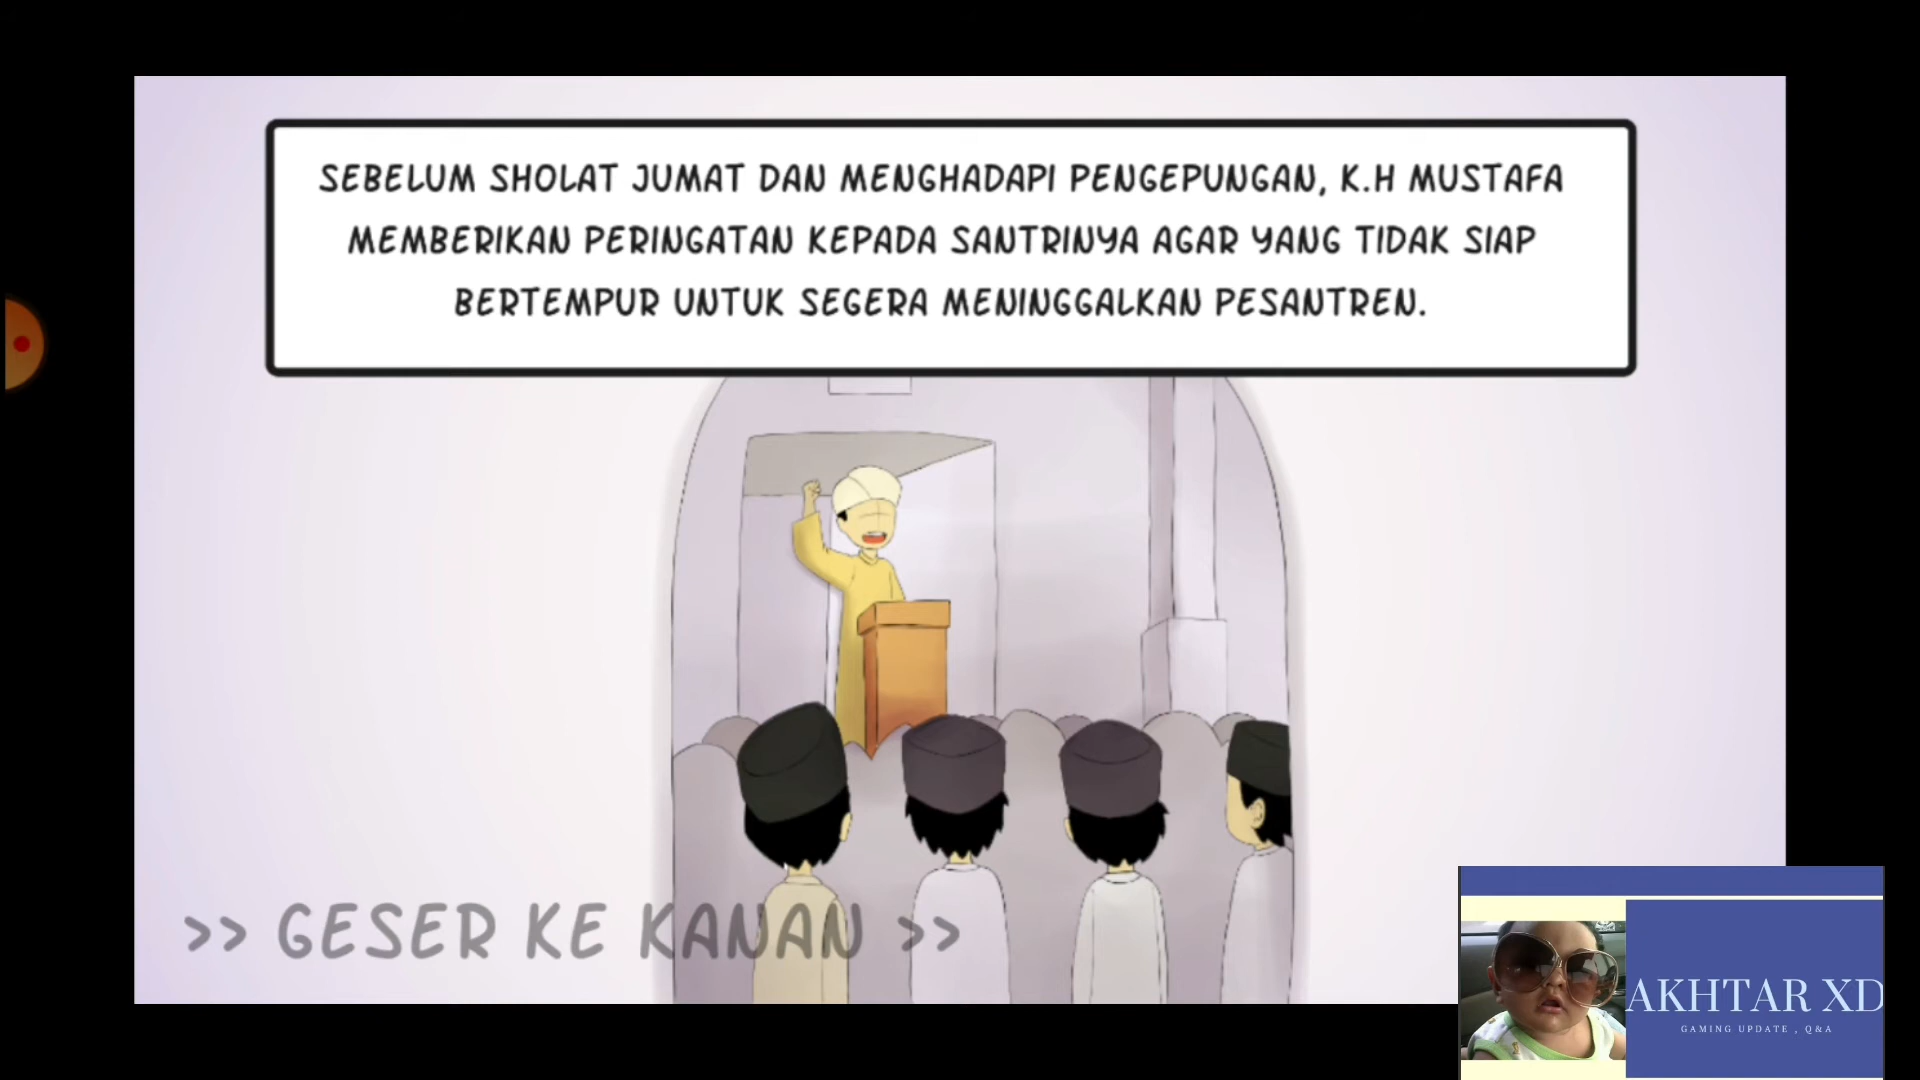 SEBELUM SHOLAT JUMAT DAN MENGHADAPI PENGEPUNGAN, K.H MUSTAFA
MEMBERIKAN PERINGATAN KEPADA SANTRINYA AGAR YANG TIDAK SIAP
BERTEMPUR UNTUK SEGERA MENINGGALKAN PESANTREN.
>> GESER KE KANAN >>
AKHTAR XD
GAMING UPDATE , Q&A